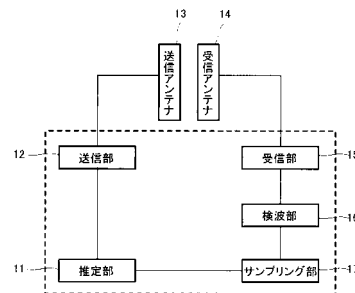 13
14
送信アンテナ
受信アンテナ
12
送信部
受信部
15
検波部
16
11
推定部
サンプリング部
17